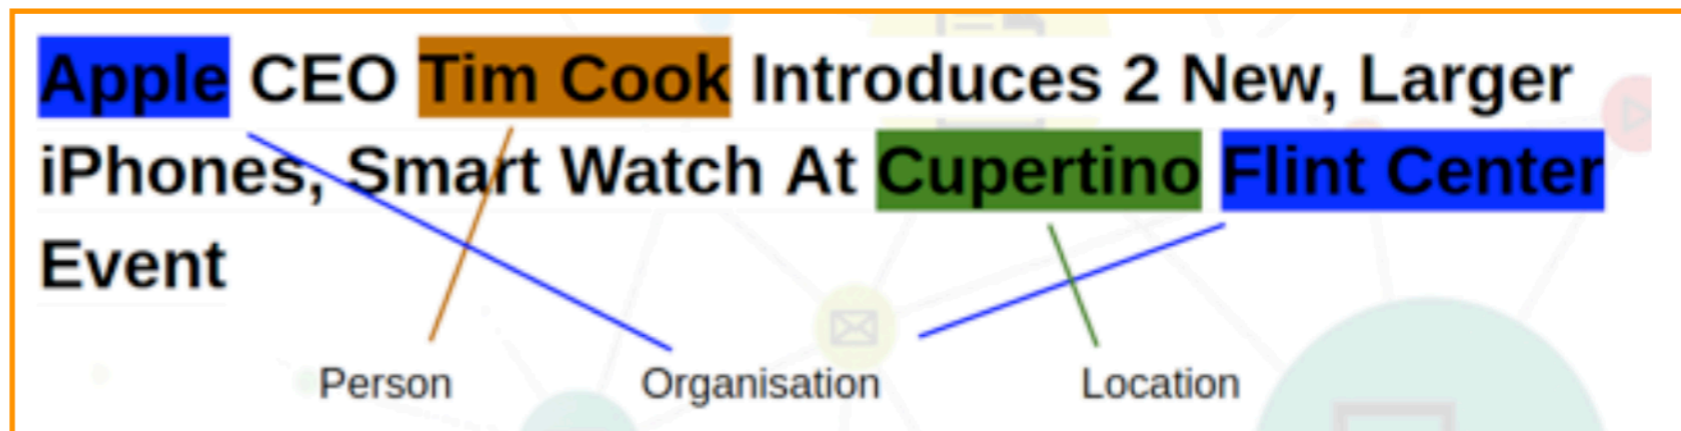 Apple CEO Tim Cook Introduces 2 New, Larger
iPhones, Smart Watch At Cupertino Flint Center
Event
Person Organisation Location